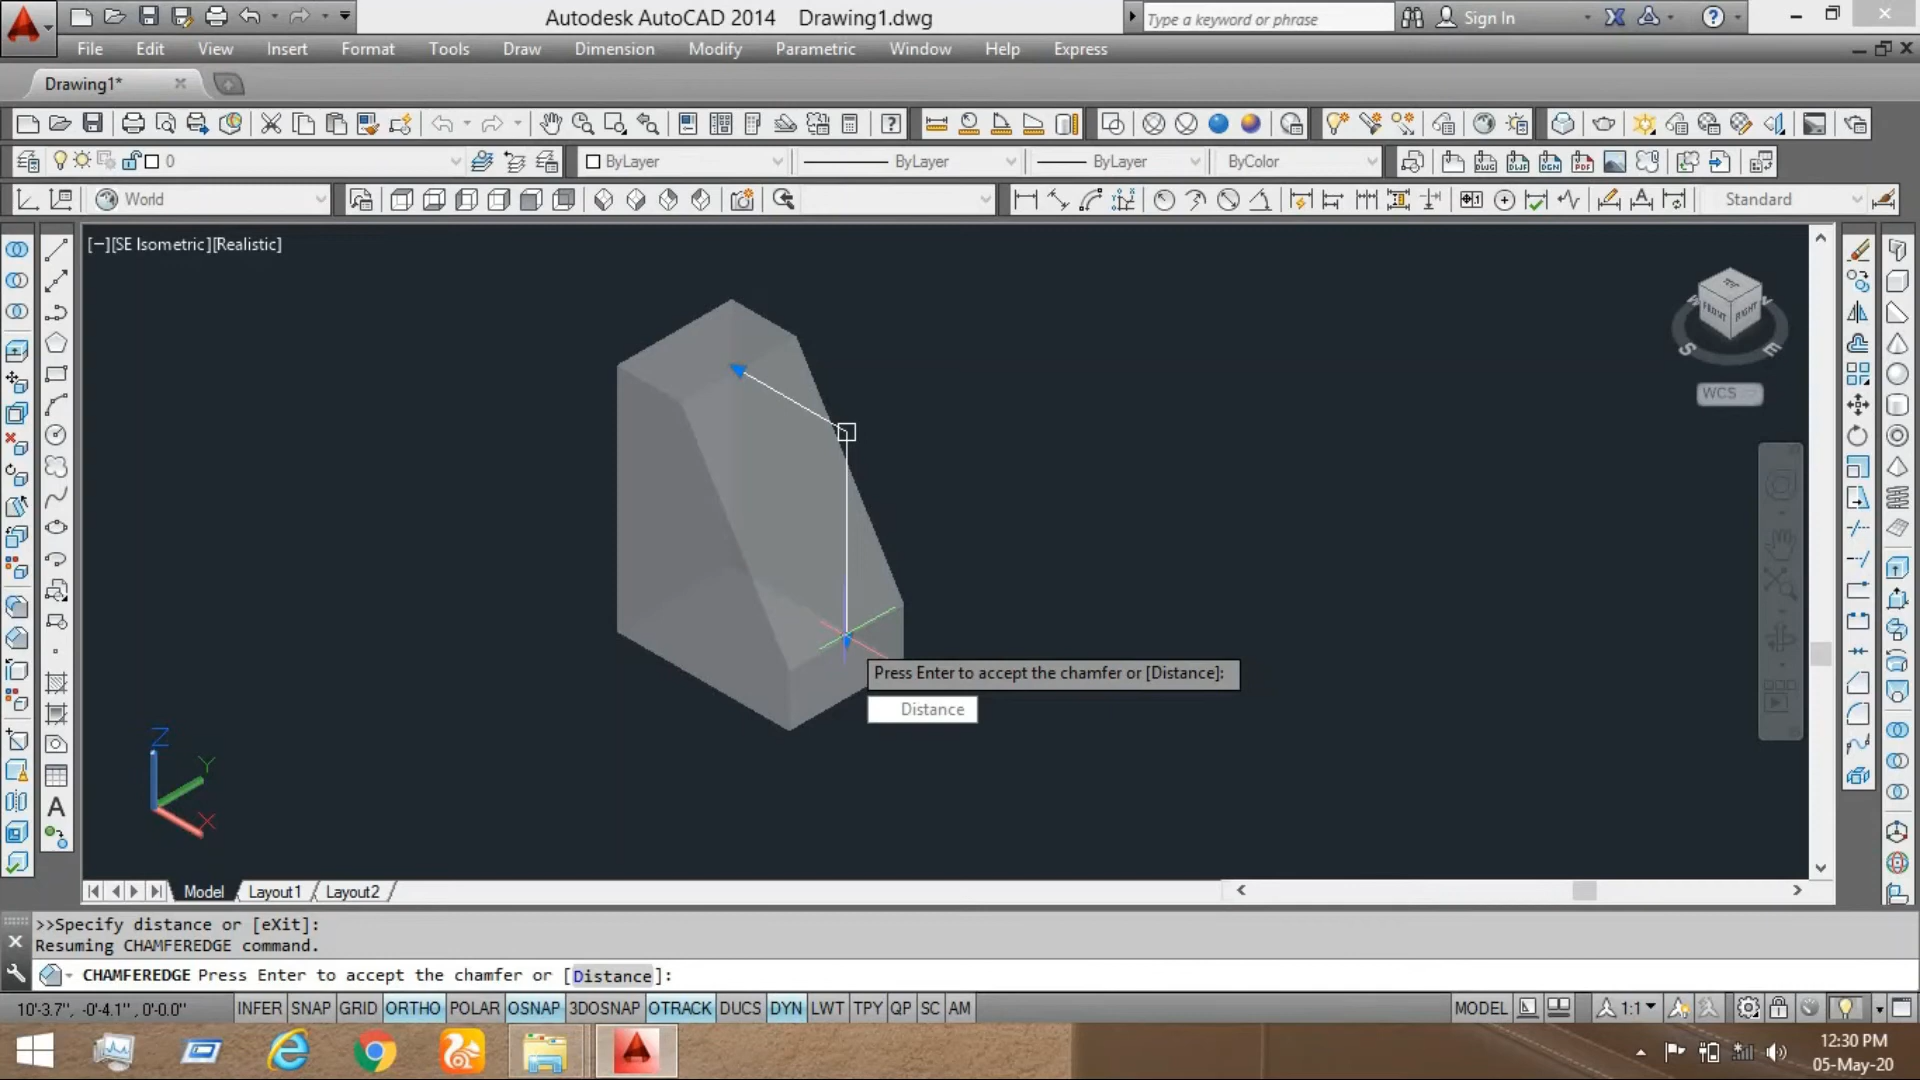 Autodesk AutoCAD 2014 Drawing1.dwg
Type a keyword or phrase
Sign In
File Edit View Insert Format Tools Draw Dimension Modify Parametric Window Help Express
Drawing1*
0
ByLayer
ByLayer
ByLayer
ByColor
World
Standard
[−][SE Isometric][Realistic]
TOP
FRONT
RIGHT
S
E
WCS
Press Enter to accept the chamfer or [Distance]:
Distance
Z
Y
X
Model Layout1 Layout2
>>Specify distance or [eXit]:
Resuming CHAMFEREDGE command.
CHAMFEREDGE Press Enter to accept the chamfer or [Distance]:
10'-3.7", -0'-4.1" , 0'-0.0"
INFER SNAP GRID ORTHO POLAR OSNAP 3DOSNAP OTRACK DUCS DYN LWT TPY QP SC AM
MODEL
1:1
12:30 PM
05-May-20